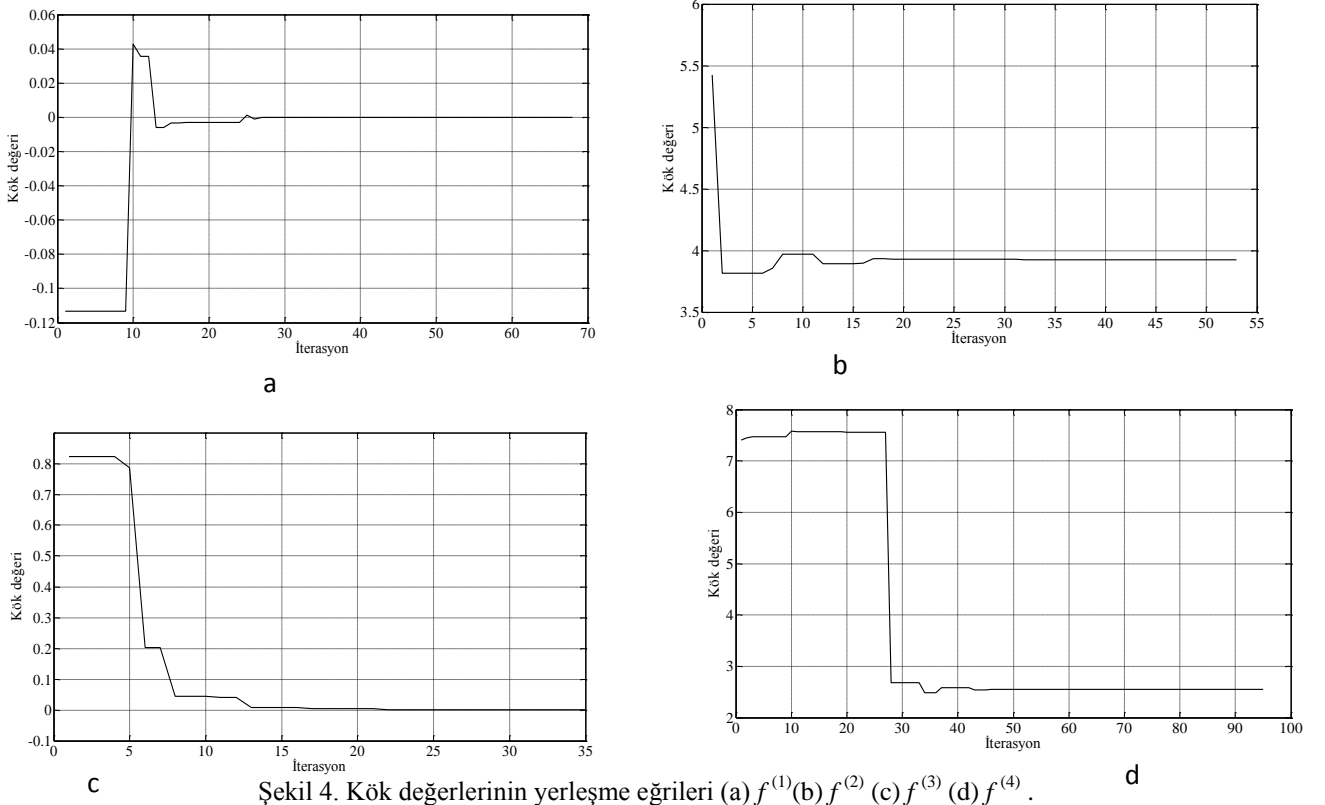 0.06
0.04
0.02
0
-0.02
-0.04
-0.06
-0.08
-0.1
-0.12
Kök değeri
0 10 20 30 40 50 60 70
İterasyon
a
6
5.5
5
4.5
4
3.5
Kök değeri
0 5 10 15 20 25 30 35 40 45 50 55
İterasyon
b
0.8
0.7
0.6
0.5
0.4
0.3
0.2
0.1
0
-0.1
Kök değeri
0 5 10 15 20 25 30 35
İterasyon
c
8
7
6
5
4
3
2
Kök değeri
0 10 20 30 40 50 60 70 80 90 100
İterasyon
d
Şekil 4. Kök değerlerinin yerleşme eğrileri (a) f⁽¹⁾(b) f⁽²⁾ (c) f⁽³⁾ (d) f⁽⁴⁾ .